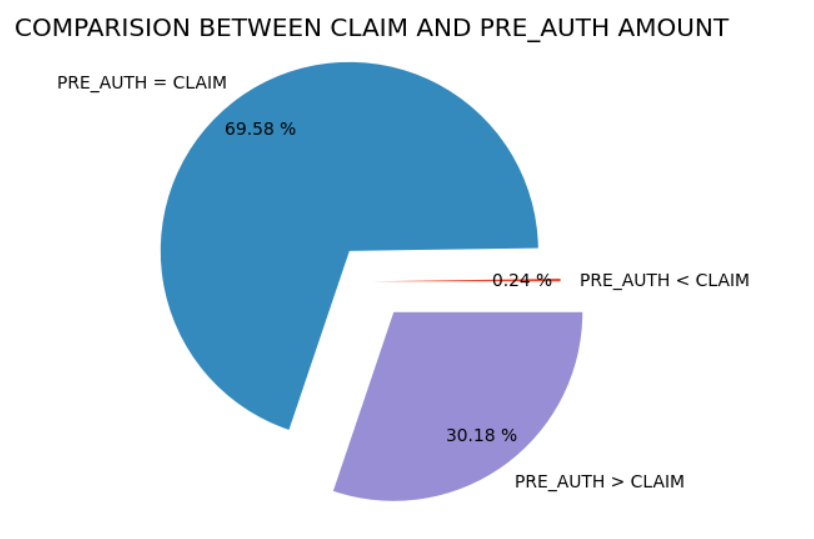 COMPARISION BETWEEN CLAIM AND PRE_AUTH AMOUNT
PRE_AUTH = CLAIM
69.58 %
0.24 %
PRE_AUTH < CLAIM
30.18 %
PRE_AUTH > CLAIM